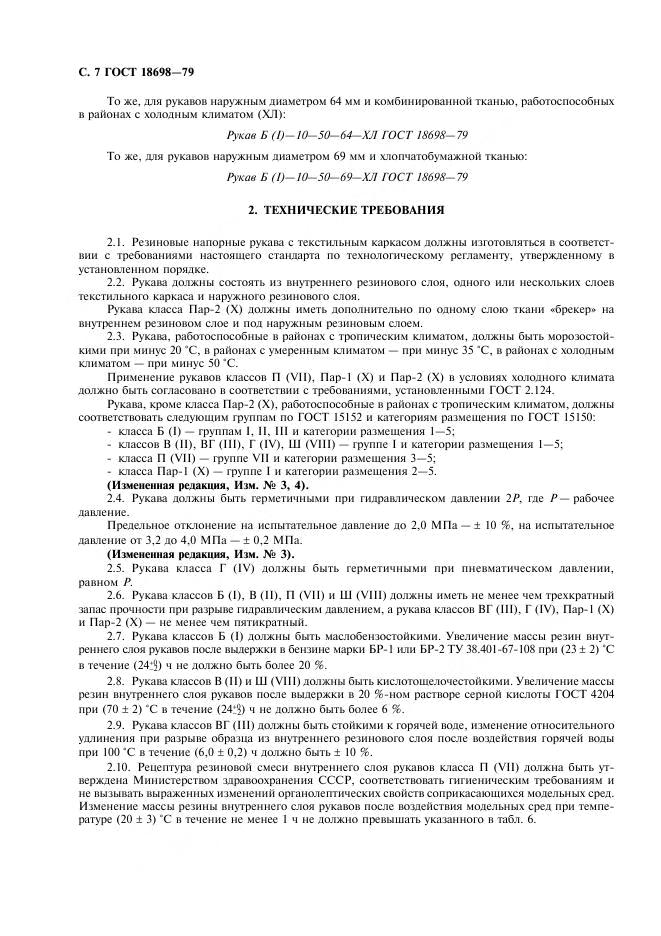 С. 7 ГОСТ 18698—79
То же, для рукавов наружным диаметром 64 мм и комбинированной тканью, работоспособных
в районах с холодным климатом (ХЛ):
Рукав Б (I)—10—50—64—ХЛ ГОСТ 18698—79
То же, для рукавов наружным диаметром 69 мм и хлопчатобумажной тканью:
Рукав Б (I)—10—50—69—ХЛ ГОСТ 18698—79
2. ТЕХНИЧЕСКИЕ ТРЕБОВАНИЯ
2.1. Резиновые напорные рукава с текстильным каркасом должны изготовляться в соответст-
вии с требованиями настоящего стандарта по технологическому регламенту, утвержденному в
установленном порядке.
2.2. Рукава должны состоять из внутреннего резинового слоя, одного или нескольких слоев
текстильного каркаса и наружного резинового слоя.
Рукава класса Пар-2 (X) должны иметь дополнительно по одному слою ткани «брекер» на
внутреннем резиновом слое и под наружным резиновым слоем.
2.3. Рукава, работоспособные в районах с тропическим климатом, должны быть морозостой-
кими при минус 20 °С, в районах с умеренным климатом — при минус 35 °С, в районах с холодным
климатом — при минус 50 °С.
Применение рукавов классов П (VII), Пар-1 (X) и Пар-2 (X) в условиях холодного климата
должно быть согласовано в соответствии с требованиями, установленными ГОСТ 2.124.
Рукава, кроме класса Пар-2 (X), работоспособные в районах с тропическим климатом, должны
соответствовать следующим группам по ГОСТ 15152 и категориям размещения по ГОСТ 15150:
- класса Б (I) — группам I, II, III и категории размещения 1—5;
- классов В (II), ВГ (III), Г (IV), Ш (VIII) — группе I и категории размещения 1—5;
- класса П (VII) — группе VII и категории размещения 3—5;
- класса Пар-1 (X) — группе I и категории размещения 2—5.
(Измененная редакция, Изм. № 3, 4).
2.4. Рукава должны быть герметичными при гидравлическом давлении 2P, где P — рабочее
давление.
Предельное отклонение на испытательное давление до 2,0 МПа — ± 10 %, на испытательное
давление от 3,2 до 4,0 МПа — ± 0,2 МПа.
(Измененная редакция, Изм. № 3).
2.5. Рукава класса Г (IV) должны быть герметичными при пневматическом давлении,
равном P.
2.6. Рукава классов Б (I), В (II), П (VII) и Ш (VIII) должны иметь не менее чем трехкратный
запас прочности при разрыве гидравлическим давлением, а рукава классов ВГ (III), Г (IV), Пар-1 (X)
и Пар-2 (X) — не менее чем пятикратный.
2.7. Рукава классов Б (I) должны быть маслобензостойкими. Увеличение массы резин внут-
реннего слоя рукавов после выдержки в бензине марки БР-1 или БР-2 ТУ 38.401-67-108 при (23 ± 2) °С
в течение (24) ч не должно быть более 20 %.
2.8. Рукава классов В (II) и Ш (VIII) должны быть кислотощелочестойкими. Увеличение массы
резин внутреннего слоя рукавов после выдержки в 20 %-ном растворе серной кислоты ГОСТ 4204
при (70 ± 2) °С в течение (24) ч не должно быть более 6 %.
2.9. Рукава классов ВГ (III) должны быть стойкими к горячей воде, изменение относительного
удлинения при разрыве образца из внутреннего резинового слоя после воздействия горячей воды
при 100 °С в течение (6,0 ± 0,2) ч должно быть ± 10 %.
2.10. Рецептура резиновой смеси внутреннего слоя рукавов класса П (VII) должна быть ут-
верждена Министерством здравоохранения СССР, соответствовать гигиеническим требованиям и
не вызывать выраженных изменений органолептических свойств соприкасающихся модельных сред.
Изменение массы резины внутреннего слоя рукавов после воздействия модельных сред при темпе-
ратуре (20 ± 3) °С в течение не менее 1 ч не должно превышать указанного в табл. 6.